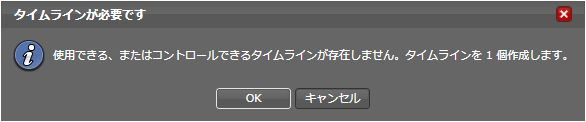 タイムラインが必要です
使用できる、またはコントロールできるタイムラインが存在しません。タイムラインを 1 個作成します。
OK キャンセル